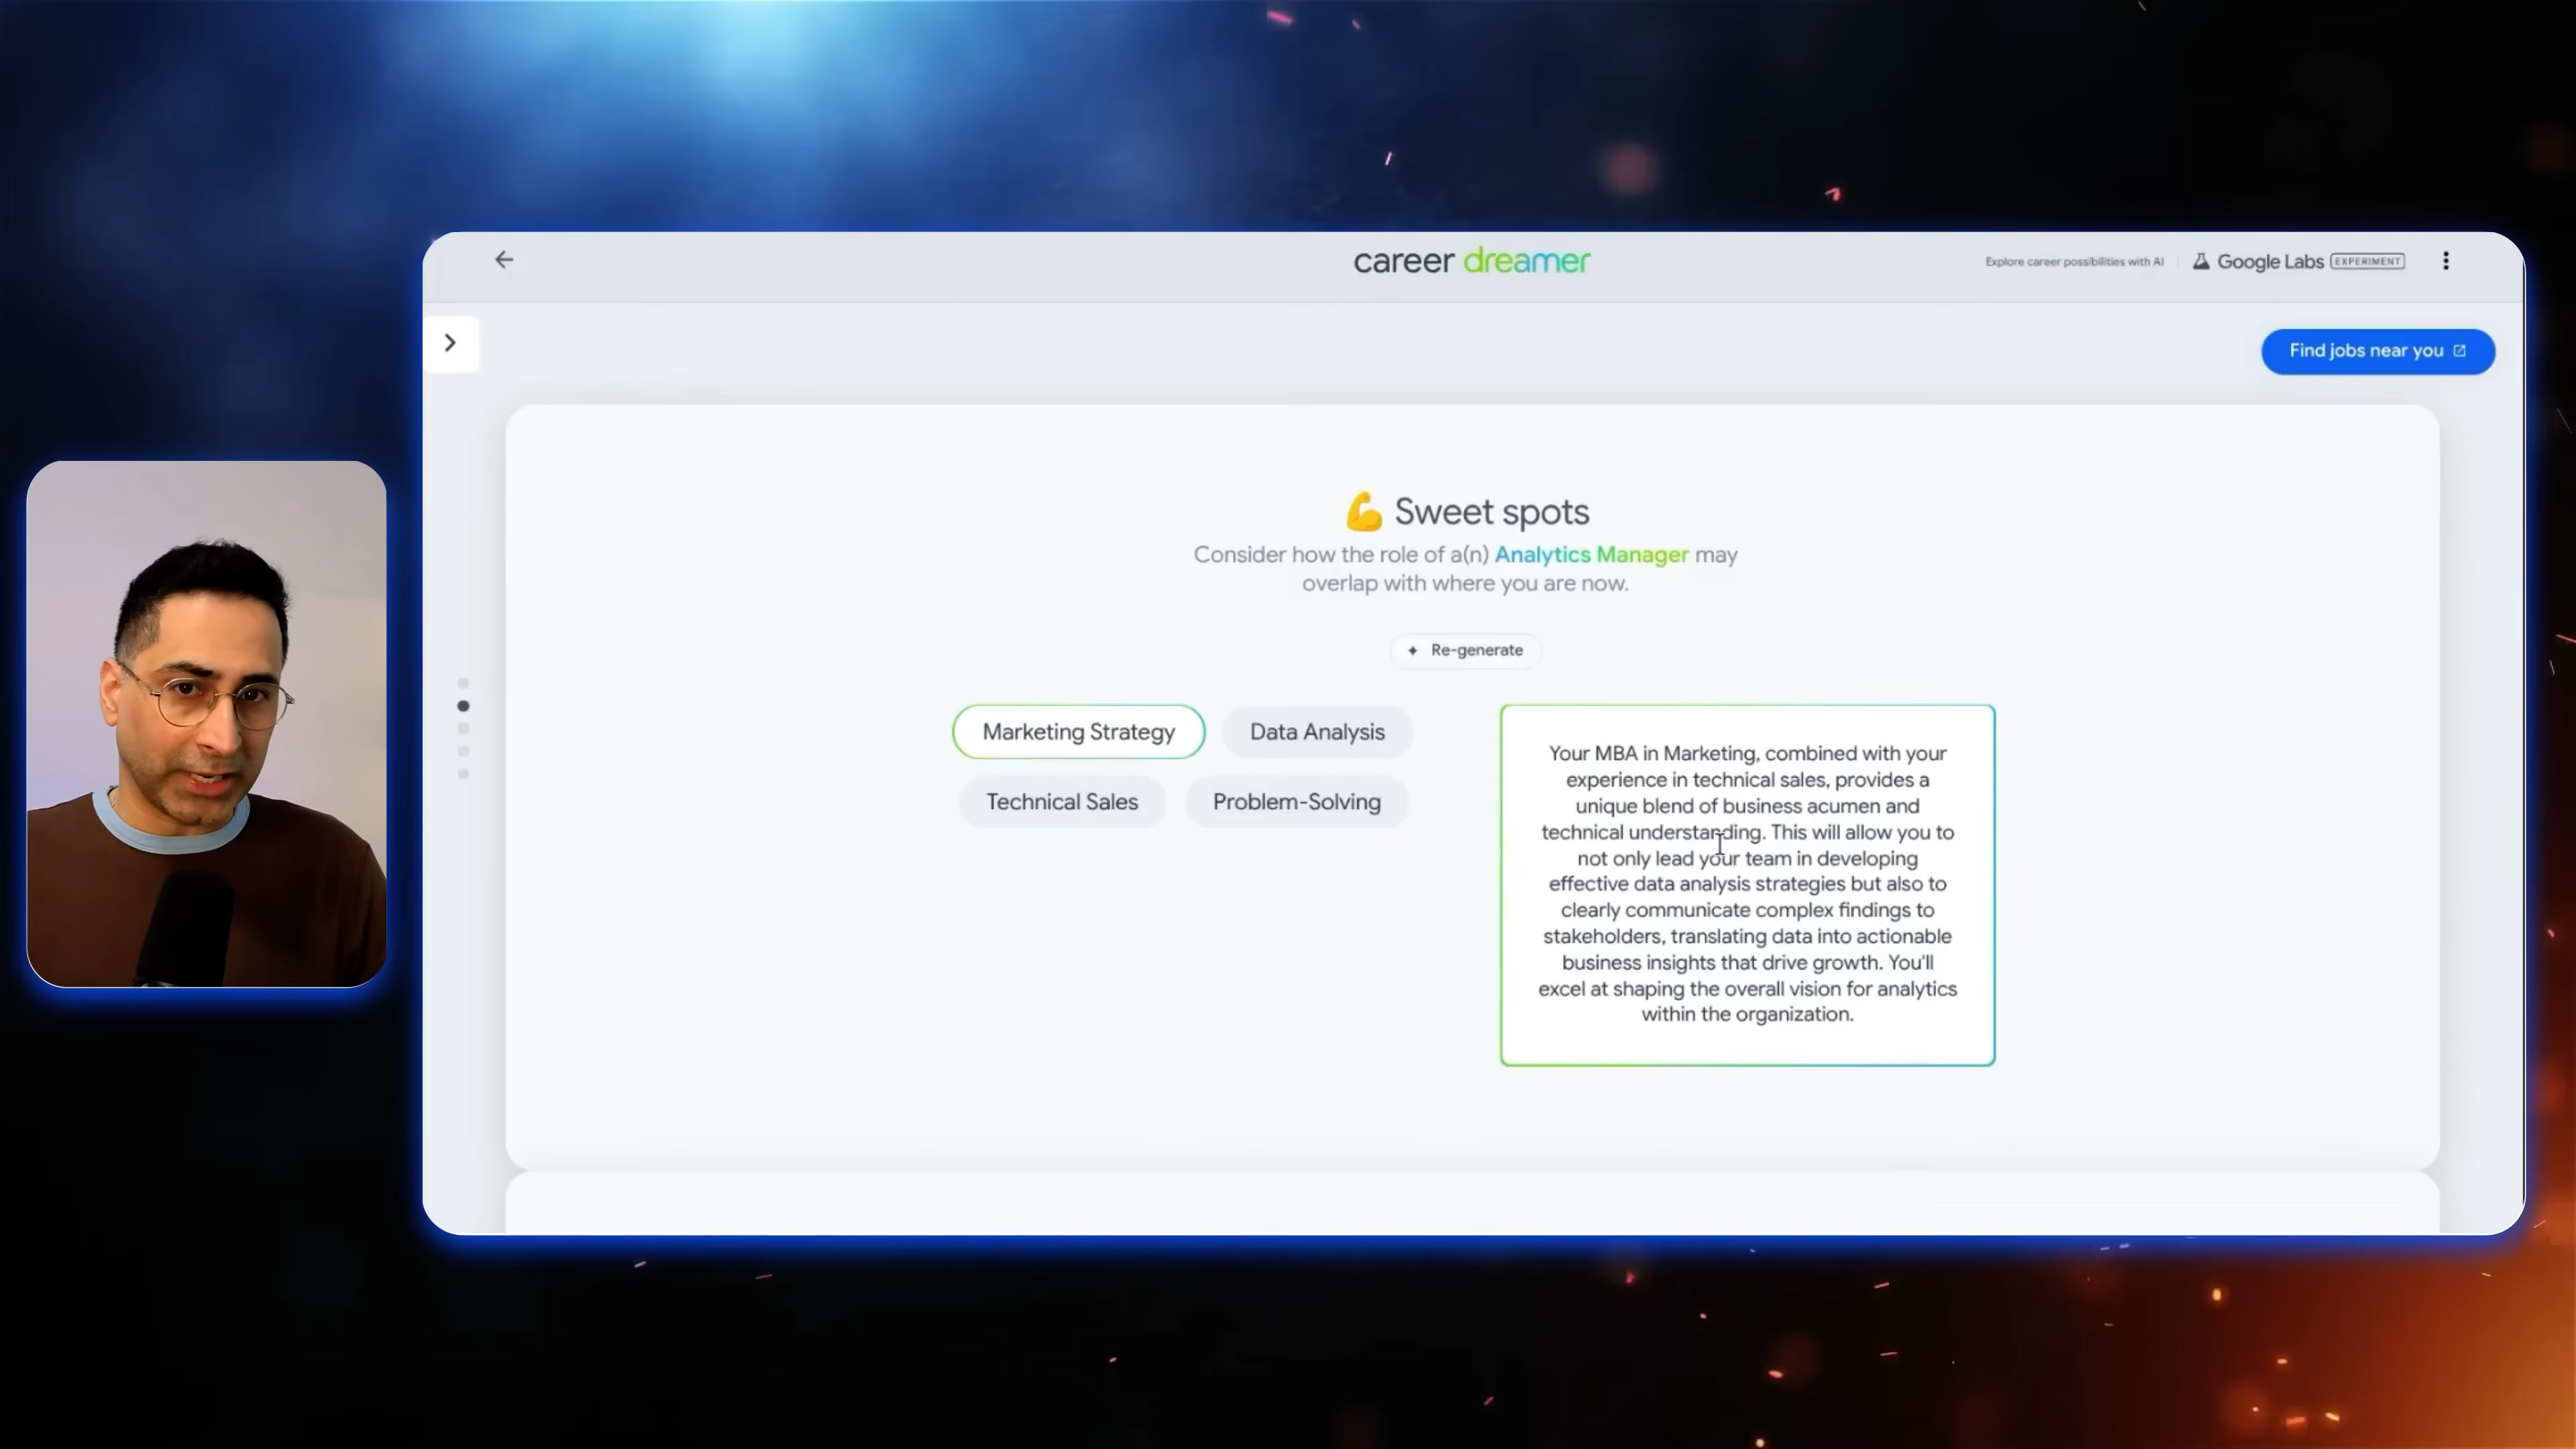 career dreamer
Explore career possibilities with AI
Google Labs EXPERIMENT
Find jobs near you
Sweet spots
Consider how the role of a(n) Analytics Manager may
overlap with where you are now.
Re-generate
Marketing Strategy
Data Analysis
Technical Sales
Problem-Solving
Your MBA in Marketing, combined with your
experience in technical sales, provides a
unique blend of business acumen and
technical understanding. This will allow you to
not only lead your team in developing
effective data analysis strategies but also to
clearly communicate complex findings to
stakeholders, translating data into actionable
business insights that drive growth. You'll
excel at shaping the overall vision for analytics
within the organization.